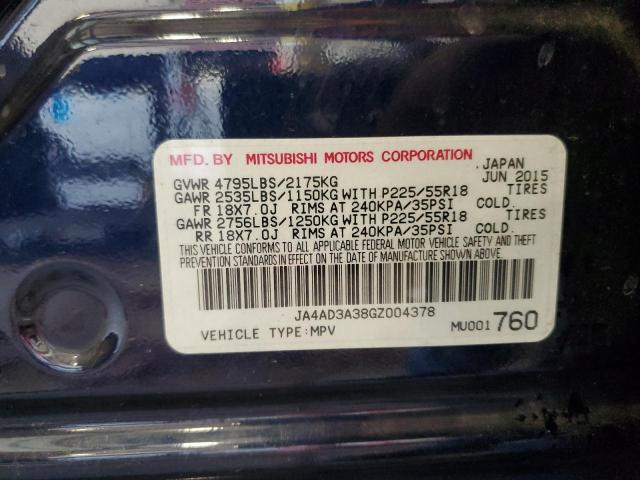 MFD. BY MITSUBISHI MOTORS CORPORATION JAPAN
GVWR 4795LBS/2175KG JUN 2015
GAWR 2535LBS/1150KG WITH P225/55R18 TIRES
FR 18X7.0J RIMS AT 240KPA/35PSI COLD.
GAWR 2756LBS/1250KG WITH P225/55R18 TIRES
RR 18X7.0J RIMS AT 240KPA/35PSI COLD.
THIS VEHICLE CONFORMS TO ALL APPLICABLE FEDERAL MOTOR VEHICLE SAFETY AND THEFT
PREVENTION STANDARDS IN EFFECT ON THE DATE OF MANUFACTURE SHOWN ABOVE.
JA4AD3A38GZ004378
VEHICLE TYPE:MPV MU001760